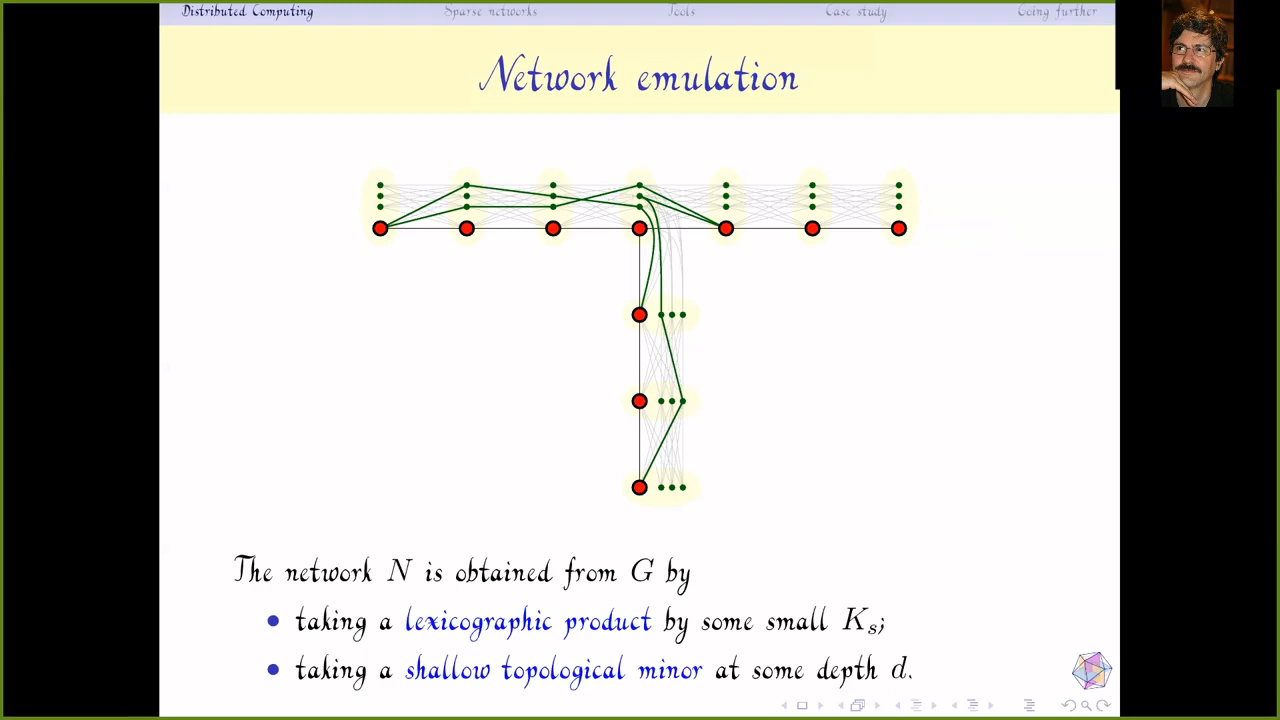 Distributed Computing Sparse networks Tools Case study Going further
Network emulation
The network N is obtained from G by
• taking a lexicographic product by some small Kₛ;
• taking a shallow topological minor at some depth d.